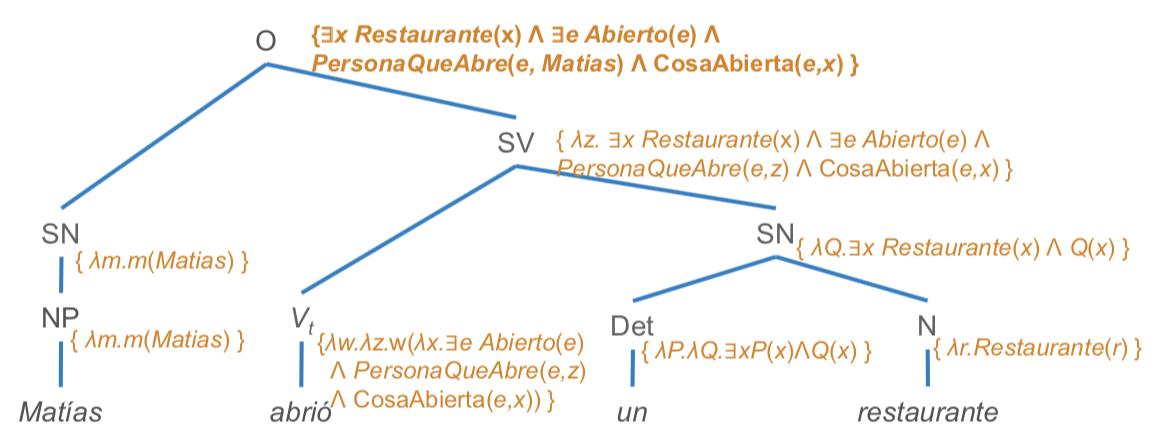 O {∃x Restaurante(x) Λ ∃e Abierto(e) Λ
PersonaQueAbre(e, Matias) Λ CosaAbierta(e,x) }
SV { λz. ∃x Restaurante(x) Λ ∃e Abierto(e) Λ
PersonaQueAbre(e,z) Λ CosaAbierta(e,x) }
SN { λm.m(Matias) }
SN { λQ.∃x Restaurante(x) Λ Q(x) }
NP { λm.m(Matias) }
Vt {λw.λz.w(λx.∃e Abierto(e)
Λ PersonaQueAbre(e,z)
Λ CosaAbierta(e,x)) }
Det { λP.λQ.∃xP(x)ΛQ(x) }
N { λr.Restaurante(r) }
Matías abrió un restaurante